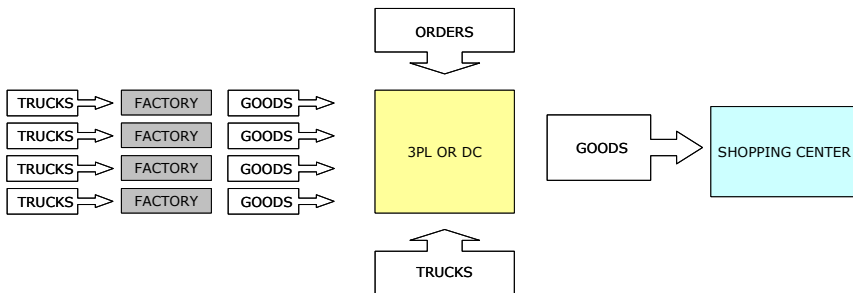 ORDERS
TRUCKS FACTORY GOODS
TRUCKS FACTORY GOODS
TRUCKS FACTORY GOODS
TRUCKS FACTORY GOODS
3PL OR DC
GOODS
SHOPPING CENTER
TRUCKS